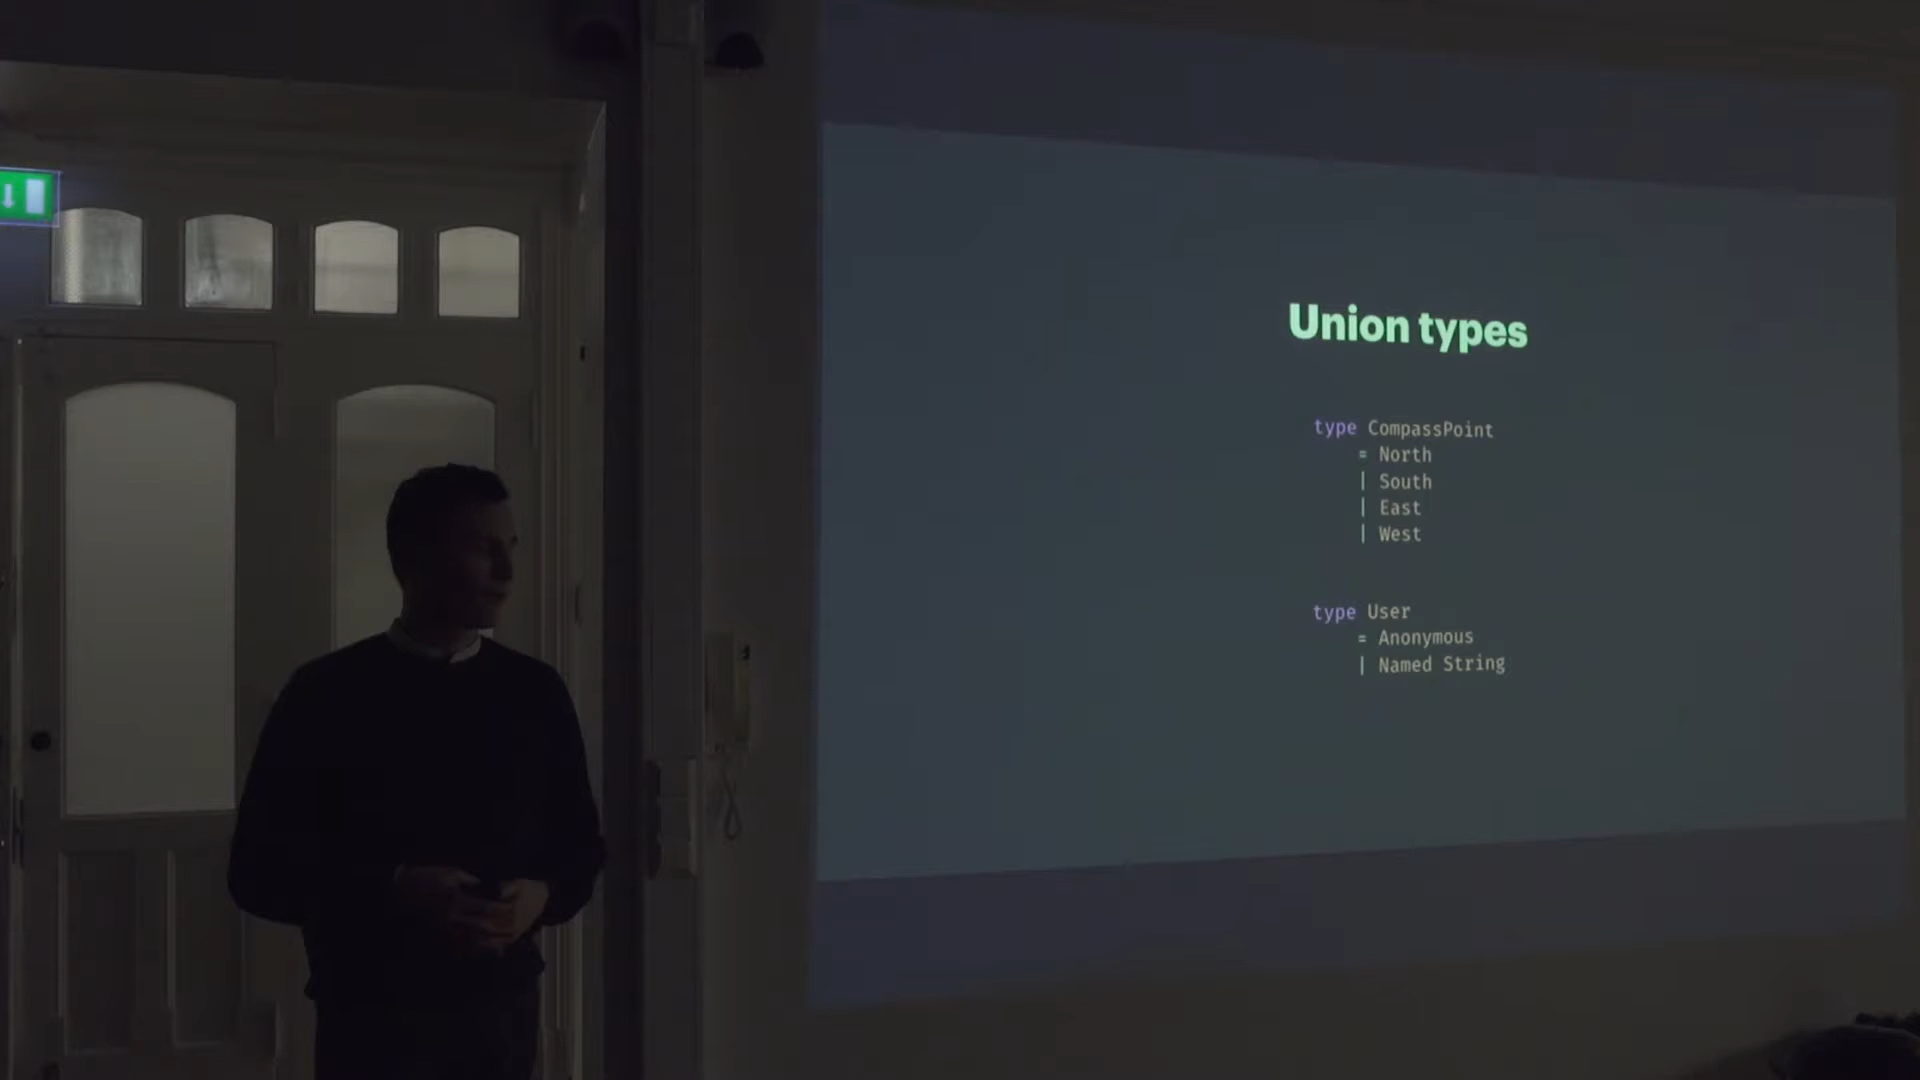 Union types
type CompassPoint
= North
| South
| East
| West
type User
= Anonymous
| Named String